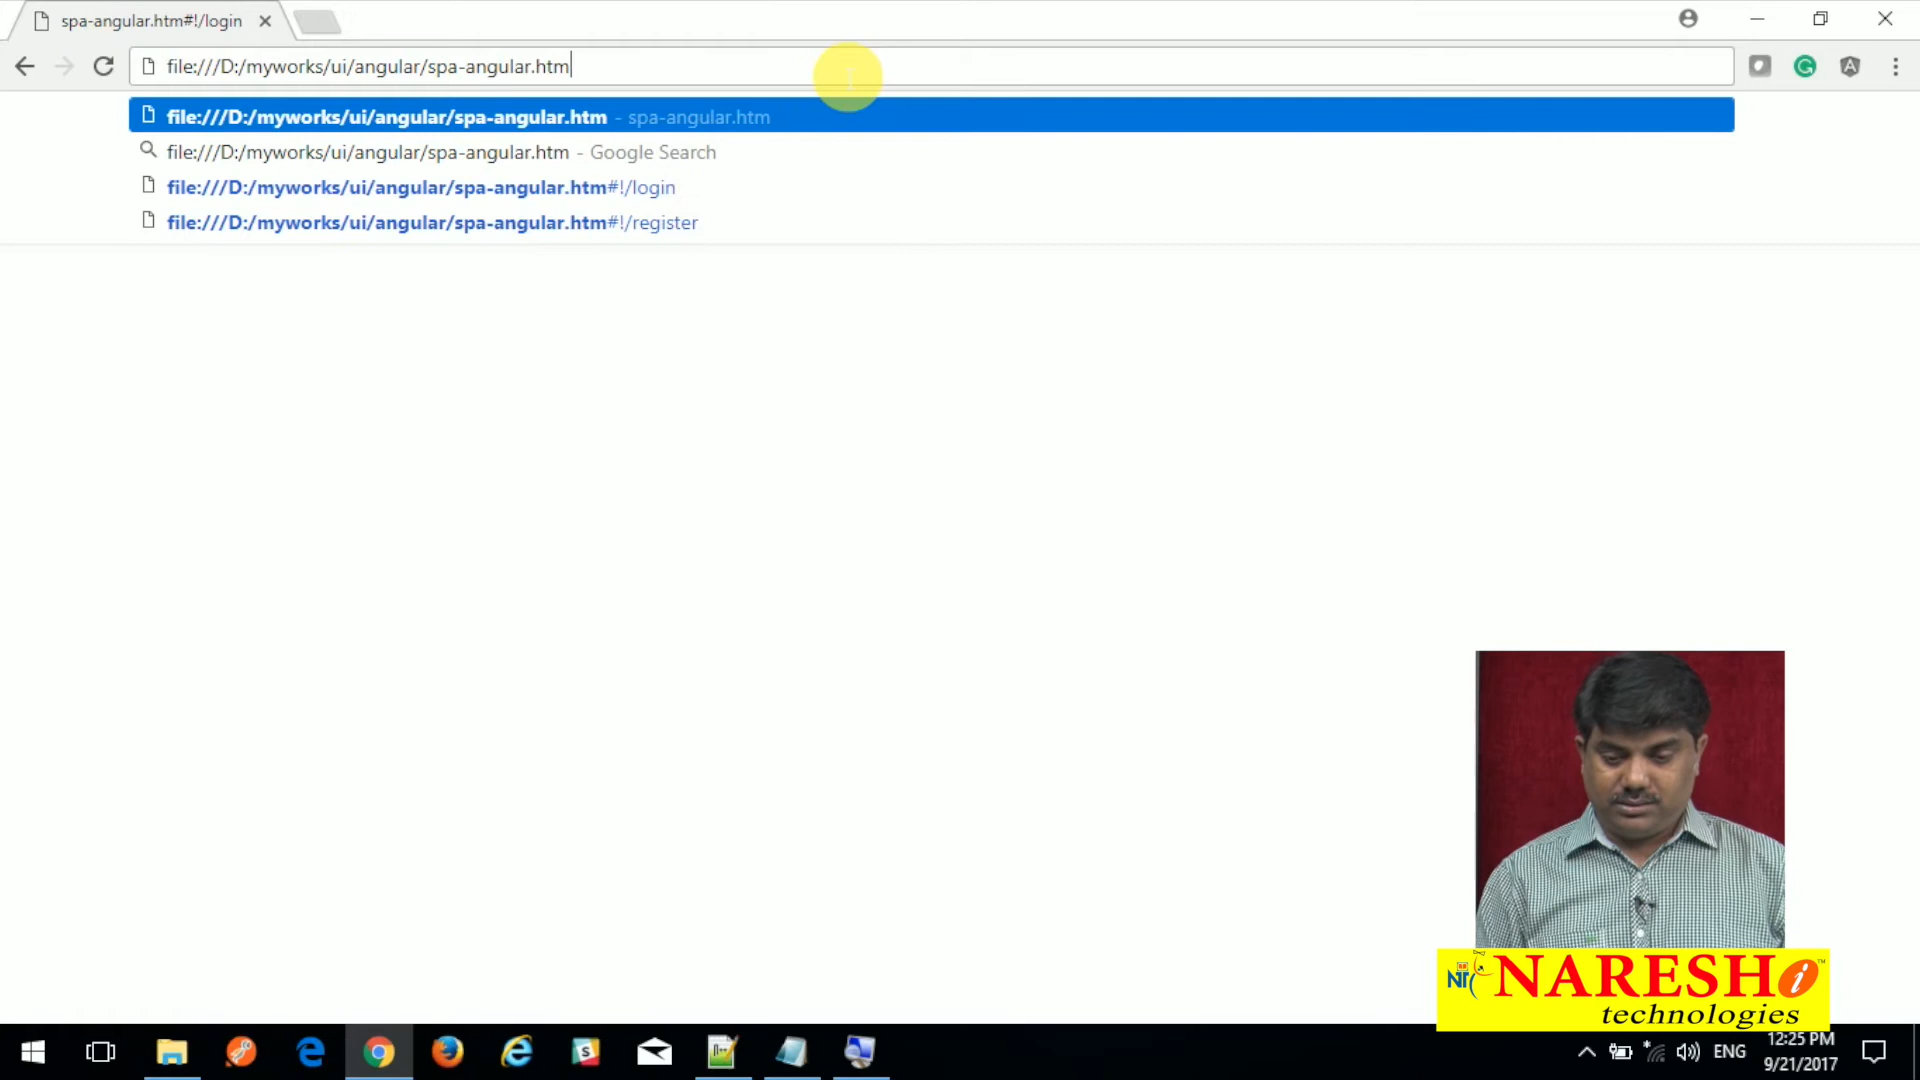 spa-angular.htm#!/login
file:///D:/myworks/ui/angular/spa-angular.htm
file:///D:/myworks/ui/angular/spa-angular.htm - spa-angular.htm
file:///D:/myworks/ui/angular/spa-angular.htm - Google Search
file:///D:/myworks/ui/angular/spa-angular.htm#!/login
file:///D:/myworks/ui/angular/spa-angular.htm#!/register
NARESH i ™
technologies
ENG
12:25 PM
9/21/2017